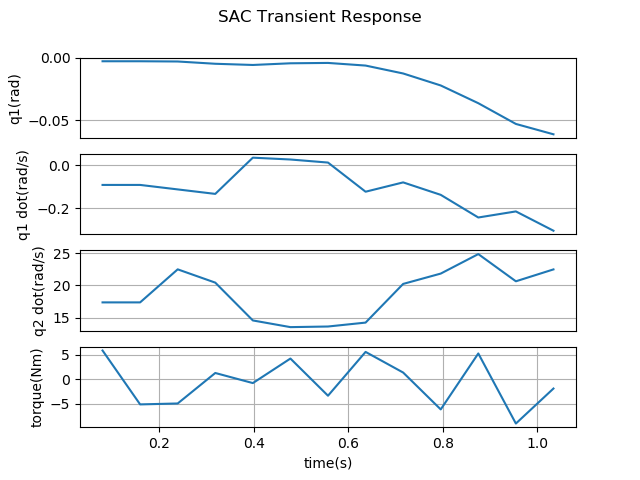 SAC Transient Response
q1(rad)
0.00
−0.05
q1 dot(rad/s)
0.0
−0.2
q2 dot(rad/s)
25
20
15
torque(Nm)
5
0
−5
0.2 0.4 0.6 0.8 1.0
time(s)